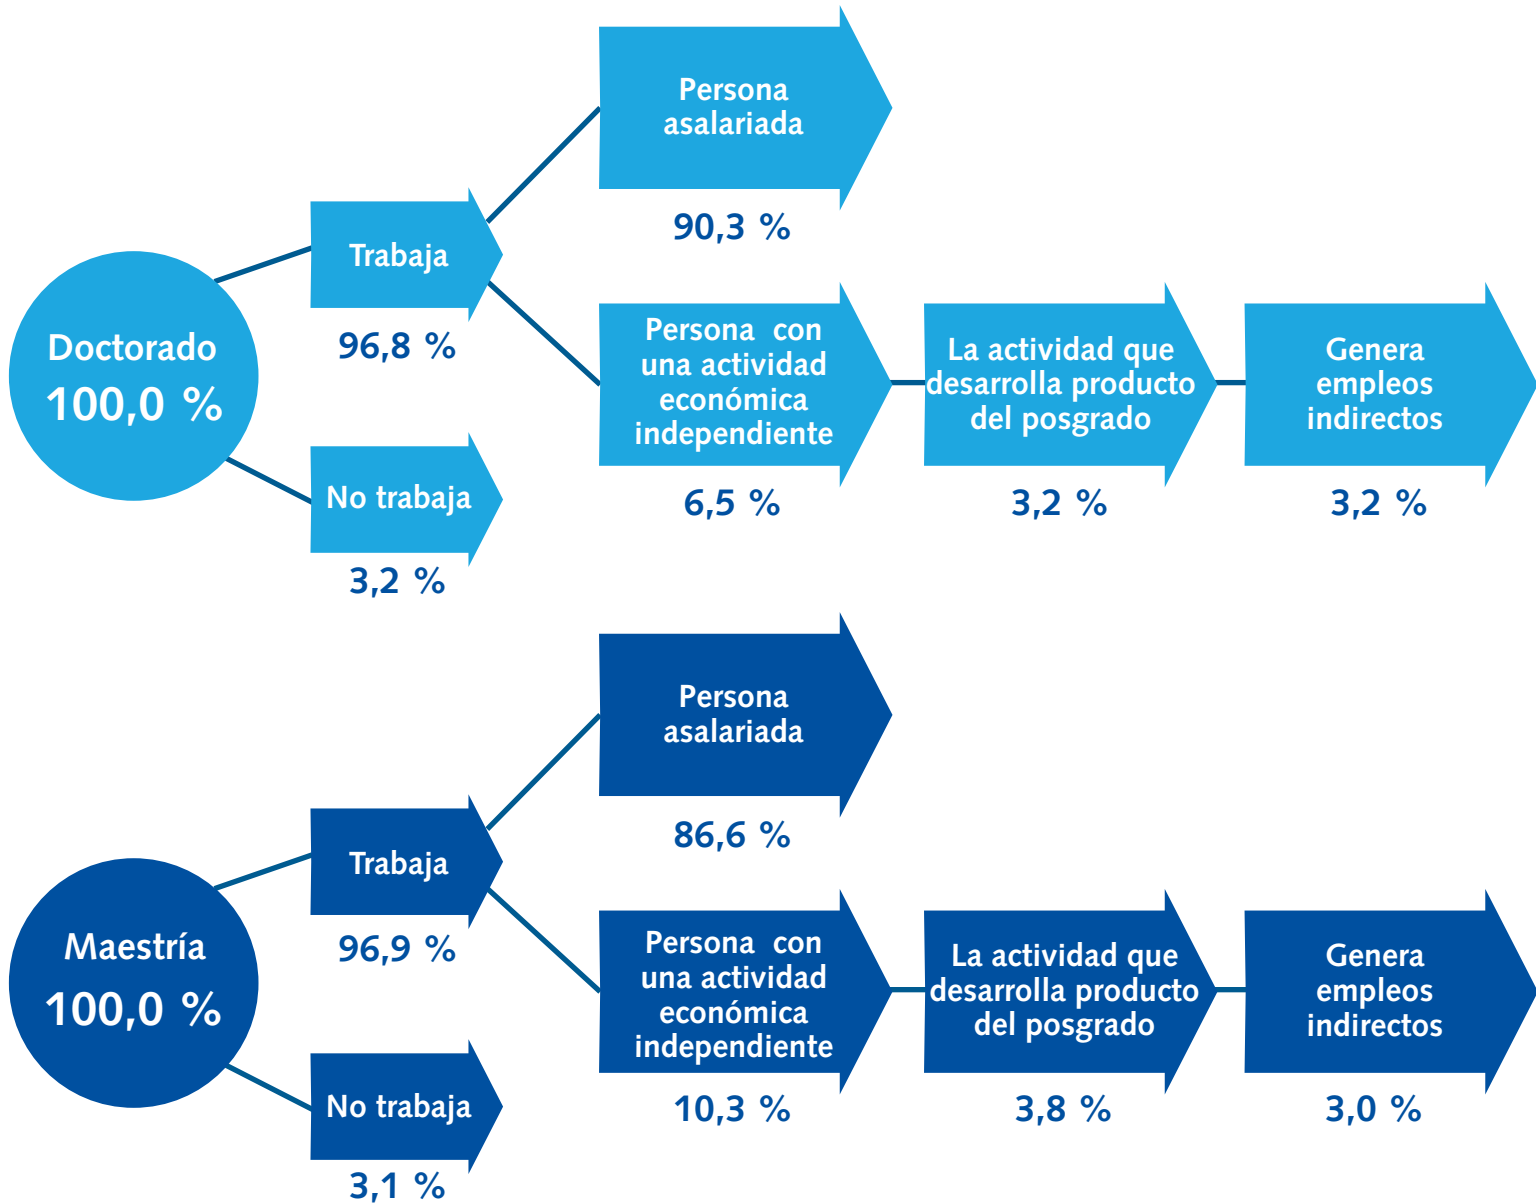 Doctorado
100,0 %
Trabaja
96,8 %
No trabaja
3,2 %
Persona
asalariada
90,3 %
Persona con
una actividad
económica
independiente
6,5 %
La actividad que
desarrolla producto
del posgrado
3,2 %
Genera
empleos
indirectos
3,2 %
Maestría
100,0 %
Trabaja
96,9 %
No trabaja
3,1 %
Persona
asalariada
86,6 %
Persona con
una actividad
económica
independiente
10,3 %
La actividad que
desarrolla producto
del posgrado
3,8 %
Genera
empleos
indirectos
3,0 %